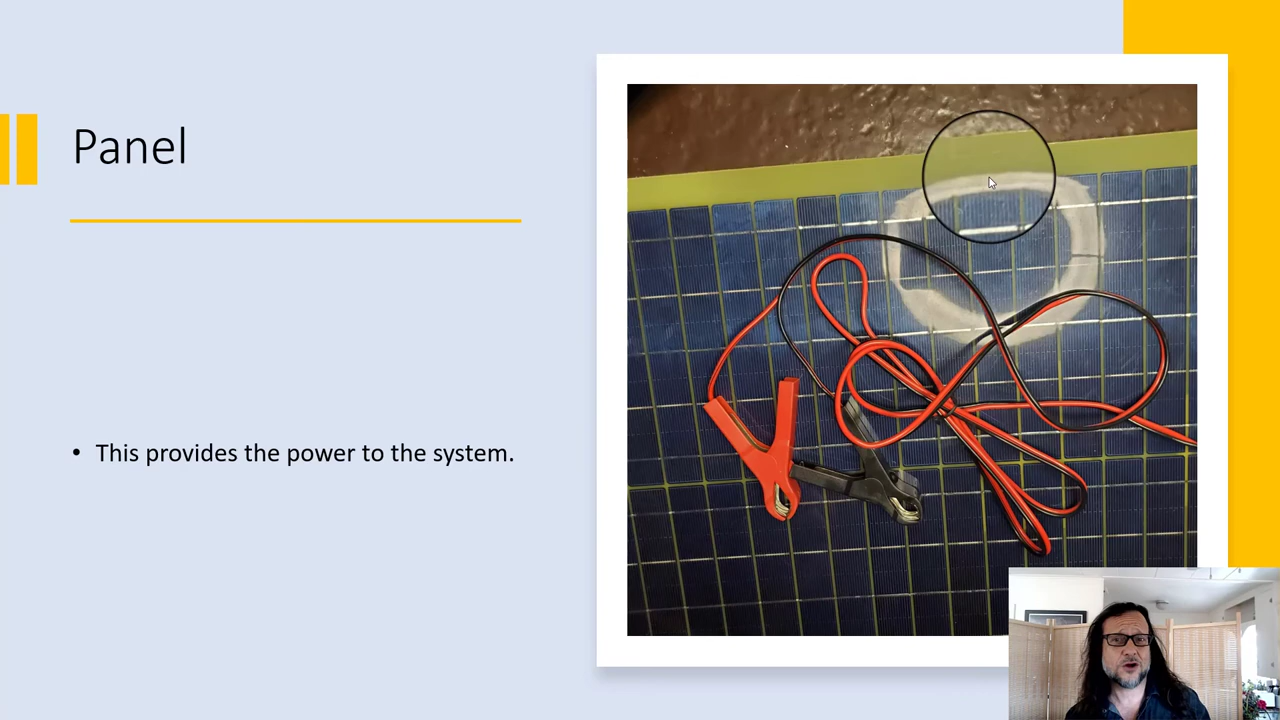 Panel
• This provides the power to the system.